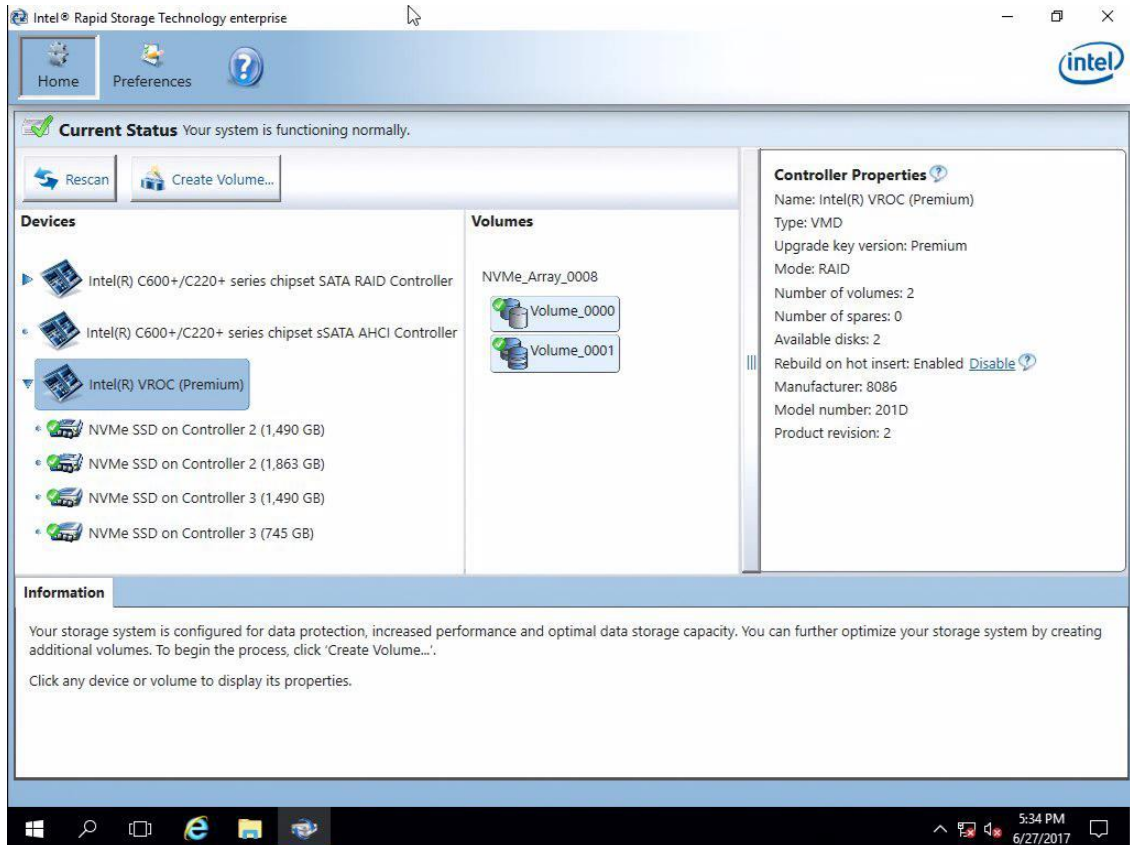 Intel® Rapid Storage Technology enterprise
Home
Preferences
?
intel
Current Status Your system is functioning normally.
Rescan
Create Volume...
Devices
Intel(R) C600+/C220+ series chipset SATA RAID Controller
Intel(R) C600+/C220+ series chipset sSATA AHCI Controller
Intel(R) VROC (Premium)
NVMe SSD on Controller 2 (1,490 GB)
NVMe SSD on Controller 2 (1,863 GB)
NVMe SSD on Controller 3 (1,490 GB)
NVMe SSD on Controller 3 (745 GB)
Volumes
NVMe_Array_0008
Volume_0000
Volume_0001
Controller Properties ?
Name: Intel(R) VROC (Premium)
Type: VMD
Upgrade key version: Premium
Mode: RAID
Number of volumes: 2
Number of spares: 0
Available disks: 2
Rebuild on hot insert: Enabled Disable ?
Manufacturer: 8086
Model number: 201D
Product revision: 2
Information
Your storage system is configured for data protection, increased performance and optimal data storage capacity. You can further optimize your storage system by creating
additional volumes. To begin the process, click 'Create Volume...'.
Click any device or volume to display its properties.
5:34 PM
6/27/2017